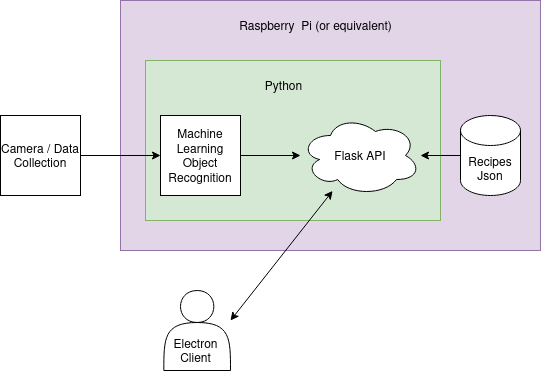 Raspberry Pi (or equivalent)
Python
Camera / Data
Collection
Machine
Learning
Object
Recognition
Flask API
Recipes
Json
Electron
Client